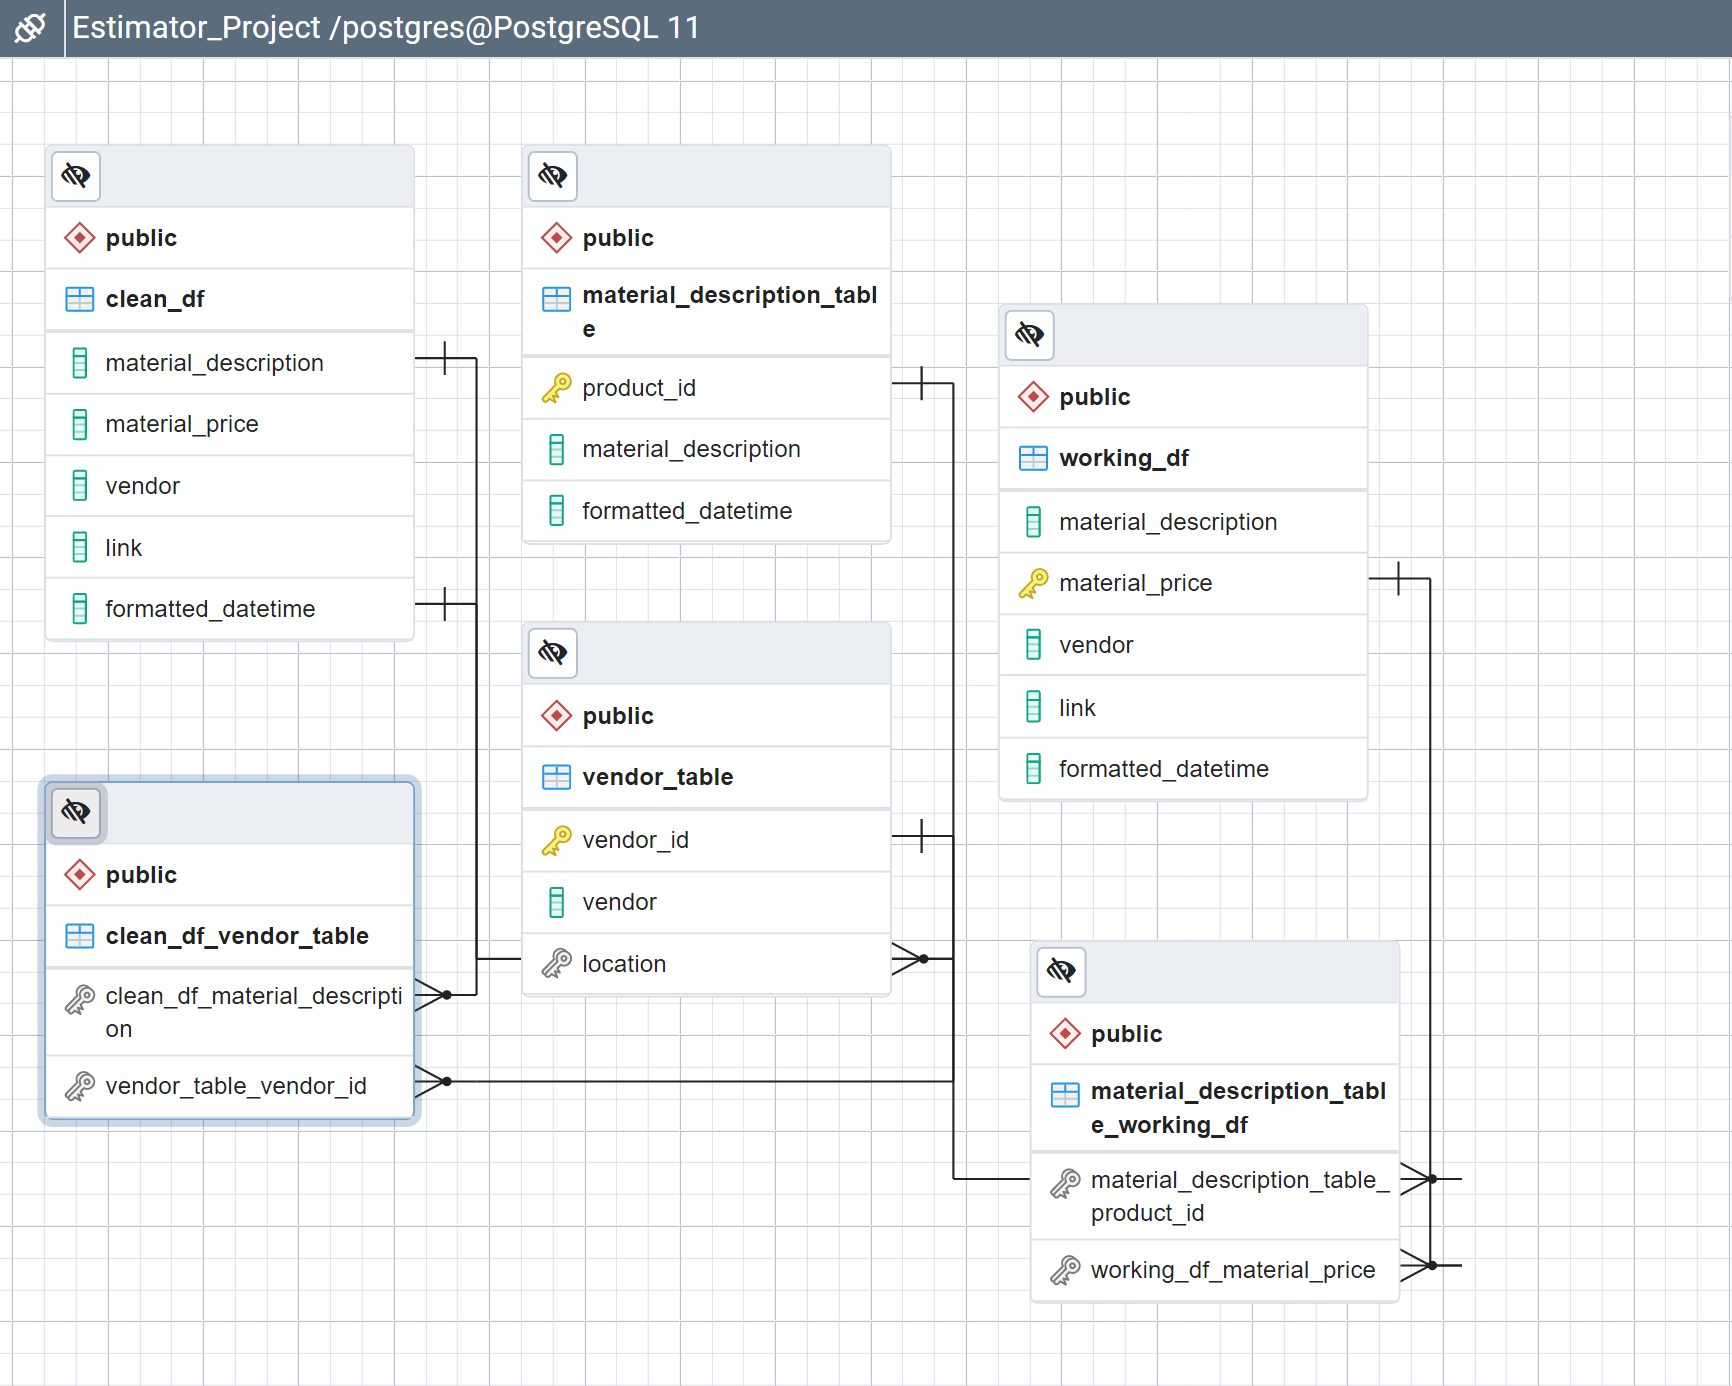 Estimator_Project /postgres@PostgreSQL 11
public
clean_df
material_description
material_price
vendor
link
formatted_datetime
public
material_description_tabl
e
product_id
material_description
formatted_datetime
public
working_df
material_description
material_price
vendor
link
formatted_datetime
public
vendor_table
vendor_id
vendor
location
public
clean_df_vendor_table
clean_df_material_descripti
on
vendor_table_vendor_id
public
material_description_tabl
e_working_df
material_description_table_
product_id
working_df_material_price